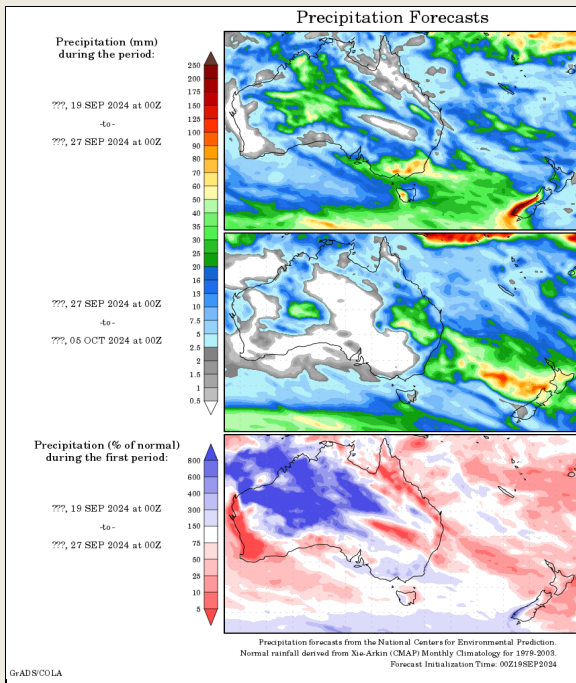 Precipitation Forecasts
Precipitation (mm)
during the period:
???, 19 SEP 2024 at 00Z
-to-
???, 27 SEP 2024 at 00Z
250
200
175
150
125
100
90
80
70
60
50
40
30
25
20
16
13
10
7.5
5
2.5
2
1.5
1
0.5
???, 27 SEP 2024 at 00Z
-to-
???, 05 OCT 2024 at 00Z
Precipitation (% of normal)
during the first period:
???, 19 SEP 2024 at 00Z
-to-
???, 27 SEP 2024 at 00Z
800
600
400
300
150
75
50
25
10
5
Precipitation forecasts from the National Centers for Environmental Prediction.
Normal rainfall derived from Xie-Arkin (CMAP) Monthly Climatology for 1979-2003.
Forecast Initialization Time: 00Z19SEP2024
GrADS/COLA